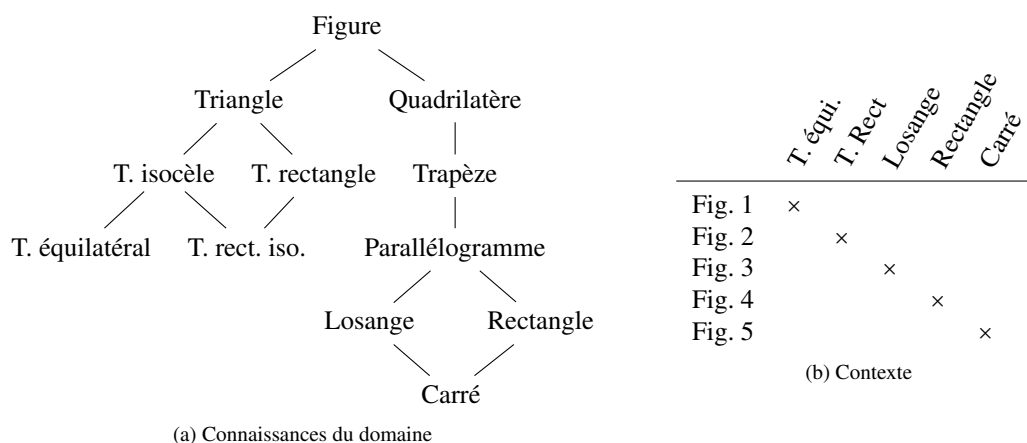 Figure
Triangle Quadrilatère
T. isocèle T. rectangle Trapèze
T. équilatéral T. rect. iso. Parallélogramme
Losange Rectangle
Carré
(a) Connaissances du domaine
T. équi. T. Rect Losange Rectangle Carré
Fig. 1 ×
Fig. 2 ×
Fig. 3 ×
Fig. 4 ×
Fig. 5 ×
(b) Contexte